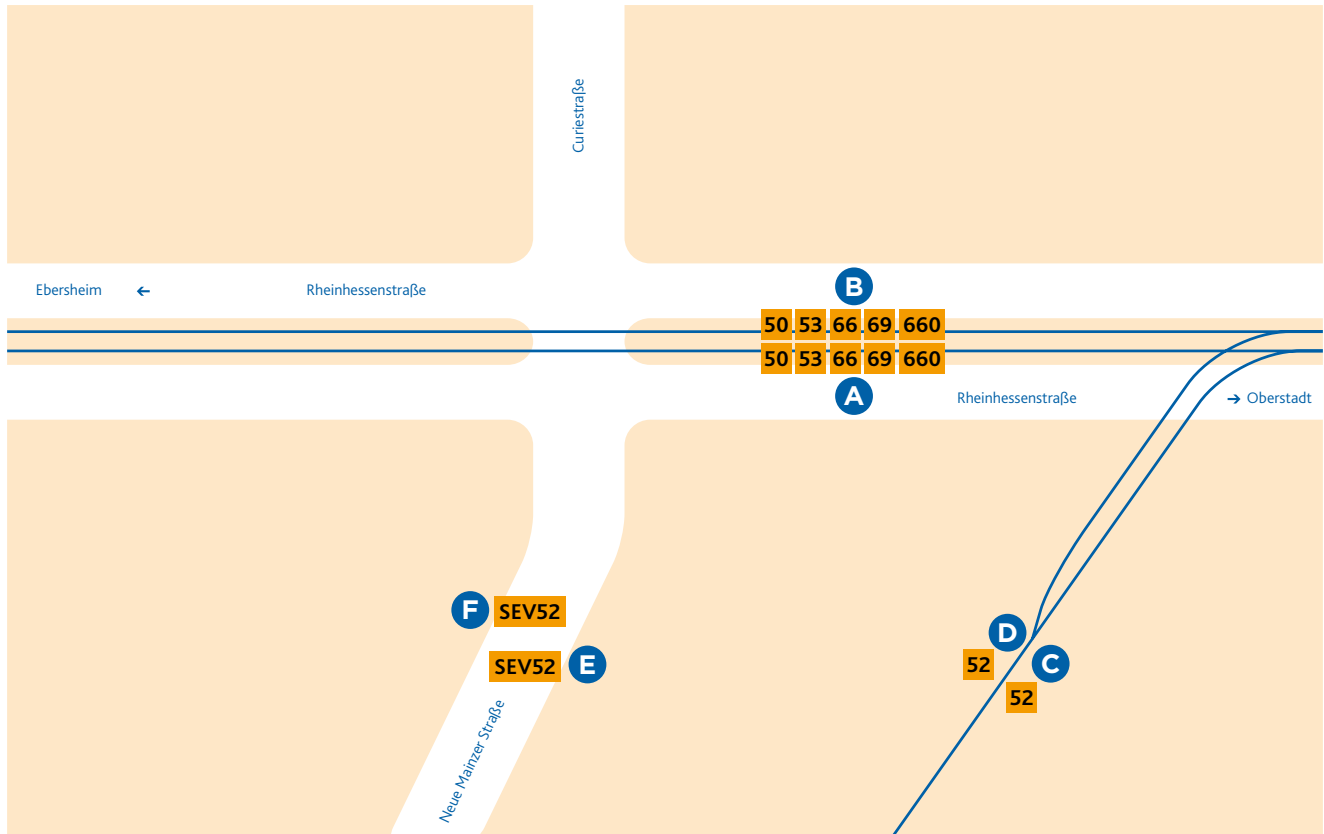 Curiestraße
Ebersheim ← Rheinhessenstraße
B
50 53 66 69 660
50 53 66 69 660
A
Rheinhessenstraße → Oberstadt
F SEV52
SEV52 E
D
52 C
52
Neue Mainzer Straße